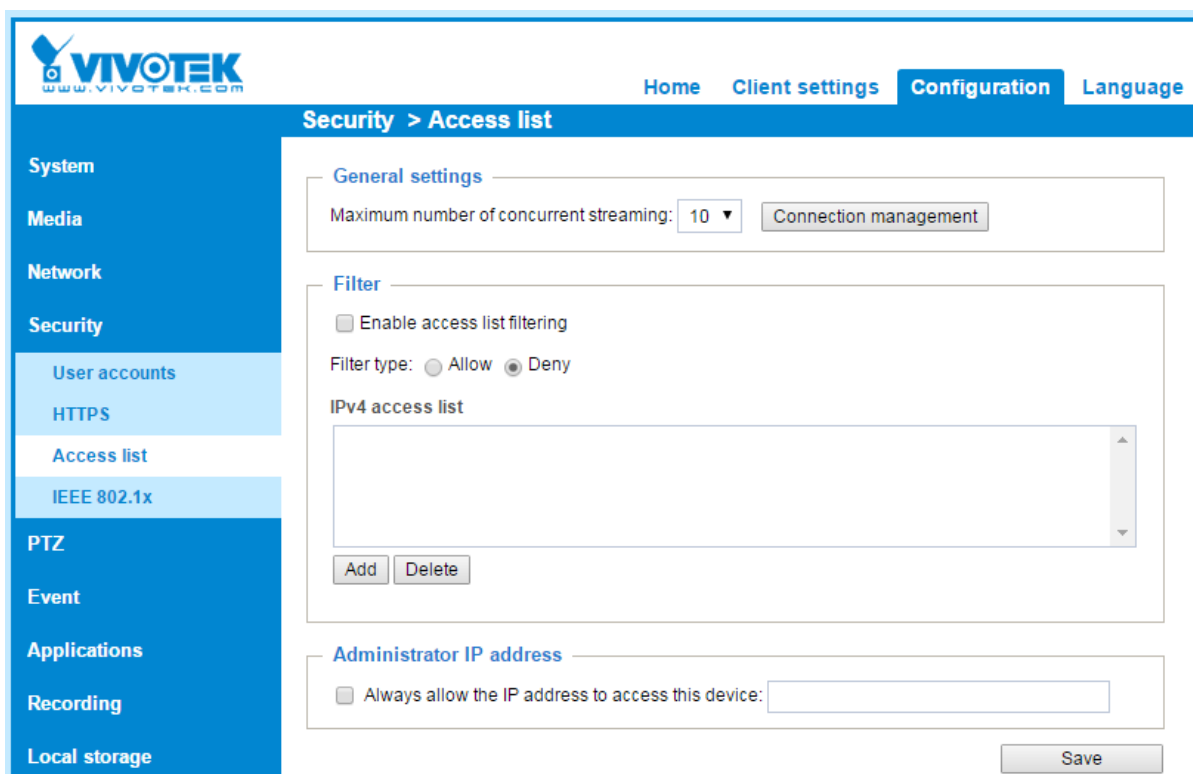 VIVOTEK
www.vivotek.com
Home Client settings Configuration Language
Security > Access list
System
Media
Network
Security
User accounts
HTTPS
Access list
IEEE 802.1x
PTZ
Event
Applications
Recording
Local storage
General settings
Maximum number of concurrent streaming: 10 Connection management
Filter
Enable access list filtering
Filter type: Allow Deny
IPv4 access list
Add Delete
Administrator IP address
Always allow the IP address to access this device:
Save